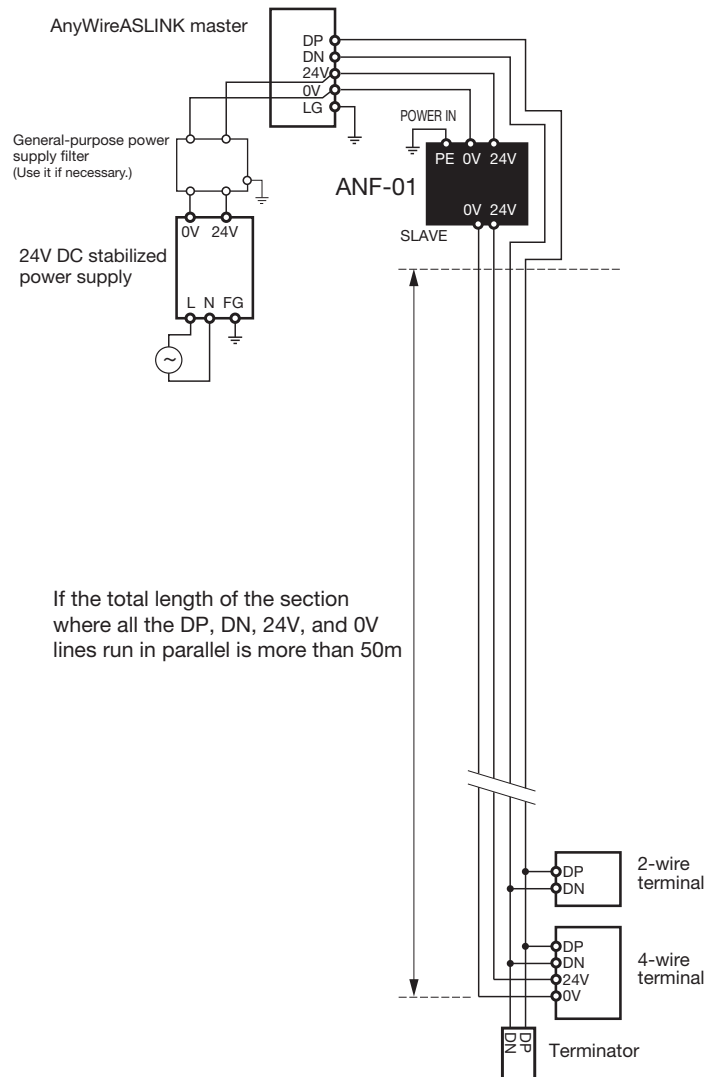 AnyWireASLINK master
DP
DN
24V
0V
LG
General-purpose power
supply filter
(Use it if necessary.)
0V 24V
24V DC stabilized
power supply
L N FG
~
POWER IN
PE 0V 24V
ANF-01
0V 24V
SLAVE
If the total length of the section
where all the DP, DN, 24V, and 0V
lines run in parallel is more than 50m
DP
DN
2-wire
terminal
DP
DN
24V
0V
4-wire
terminal
DN
DP
Terminator